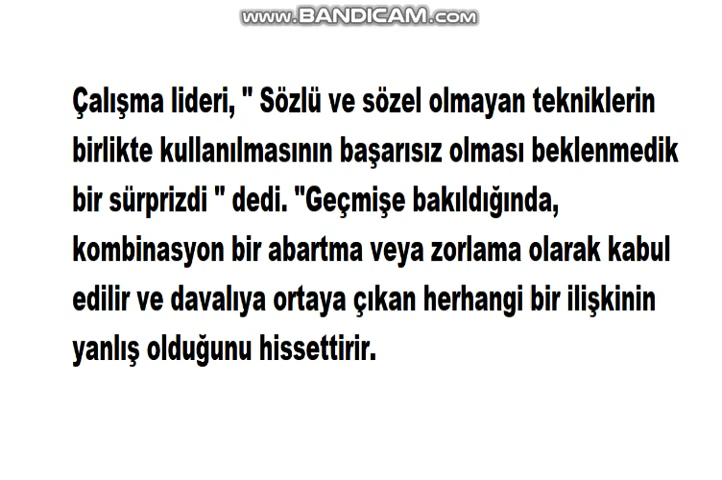 www.BANDICAM.com
Çalışma lideri, " Sözlü ve sözel olmayan tekniklerin
birlikte kullanılmasının başarısız olması beklenmedik
bir sürprizdi " dedi. "Geçmişe bakıldığında,
kombinasyon bir abartma veya zorlama olarak kabul
edilir ve davalıya ortaya çıkan herhangi bir ilişkinin
yanlış olduğunu hissettirir.